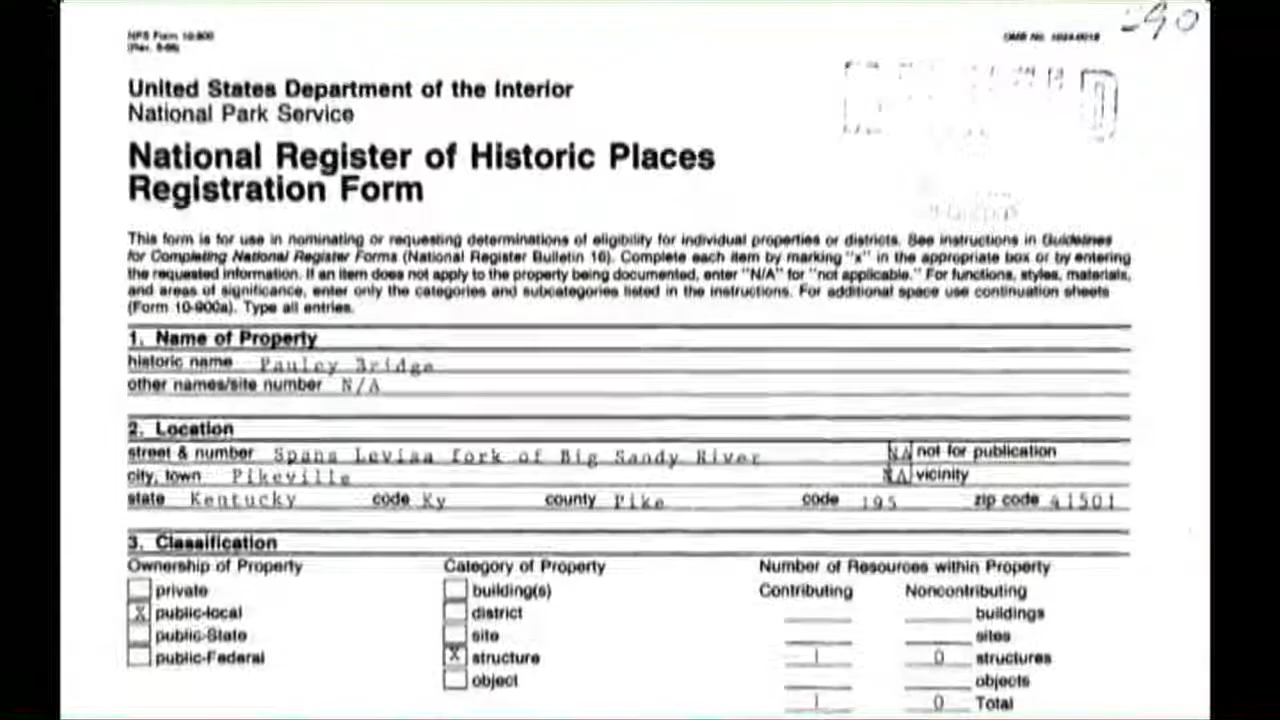 NPS Form 10-900
OMB No. 1024-0018
United States Department of the Interior
National Park Service
National Register of Historic Places
Registration Form
This form is for use in nominating or requesting determinations of eligibility for individual properties or districts. See instructions in Guidelines
for Completing National Register Forms (National Register Bulletin 16). Complete each item by marking "x" in the appropriate box or by entering
the requested information. If an item does not apply to the property being documented, enter "N/A" for "not applicable." For functions, styles, materials,
and areas of significance, enter only the categories and subcategories listed in the instructions. For additional space use continuation sheets
(Form 10-900a). Type all entries.
1. Name of Property
historic name Pauley Bridge
other names/site number N/A
2. Location
street & number Spans Levisa fork of Big Sandy River NA not for publication
city, town Pikeville NA vicinity
state Kentucky code Ky county Pike code 195 zip code 41501
3. Classification
Ownership of Property Category of Property Number of Resources within Property
private building(s) Contributing Noncontributing
X public-local district buildings
public-State site sites
public-Federal X structure 1 0 structures
object objects
1 0 Total